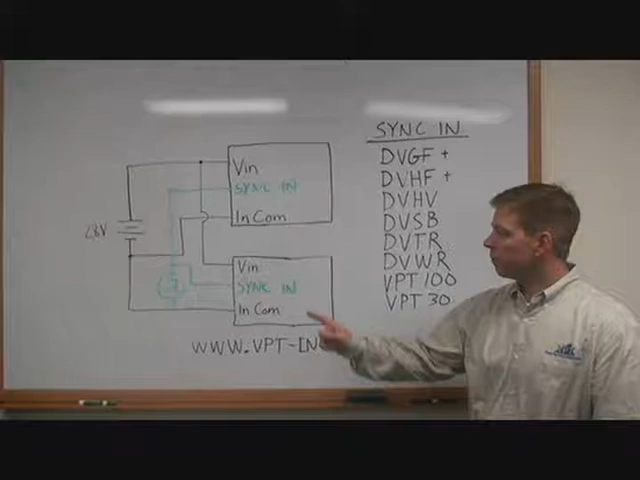 Vin
SYNC IN
In Com
28V
Vin
SYNC IN
In Com
WWW.VPT-INC
SYNC IN
DVGF +
DVHF +
DVHV
DVSB
DVTR
DVWR
VPT 100
VPT 30